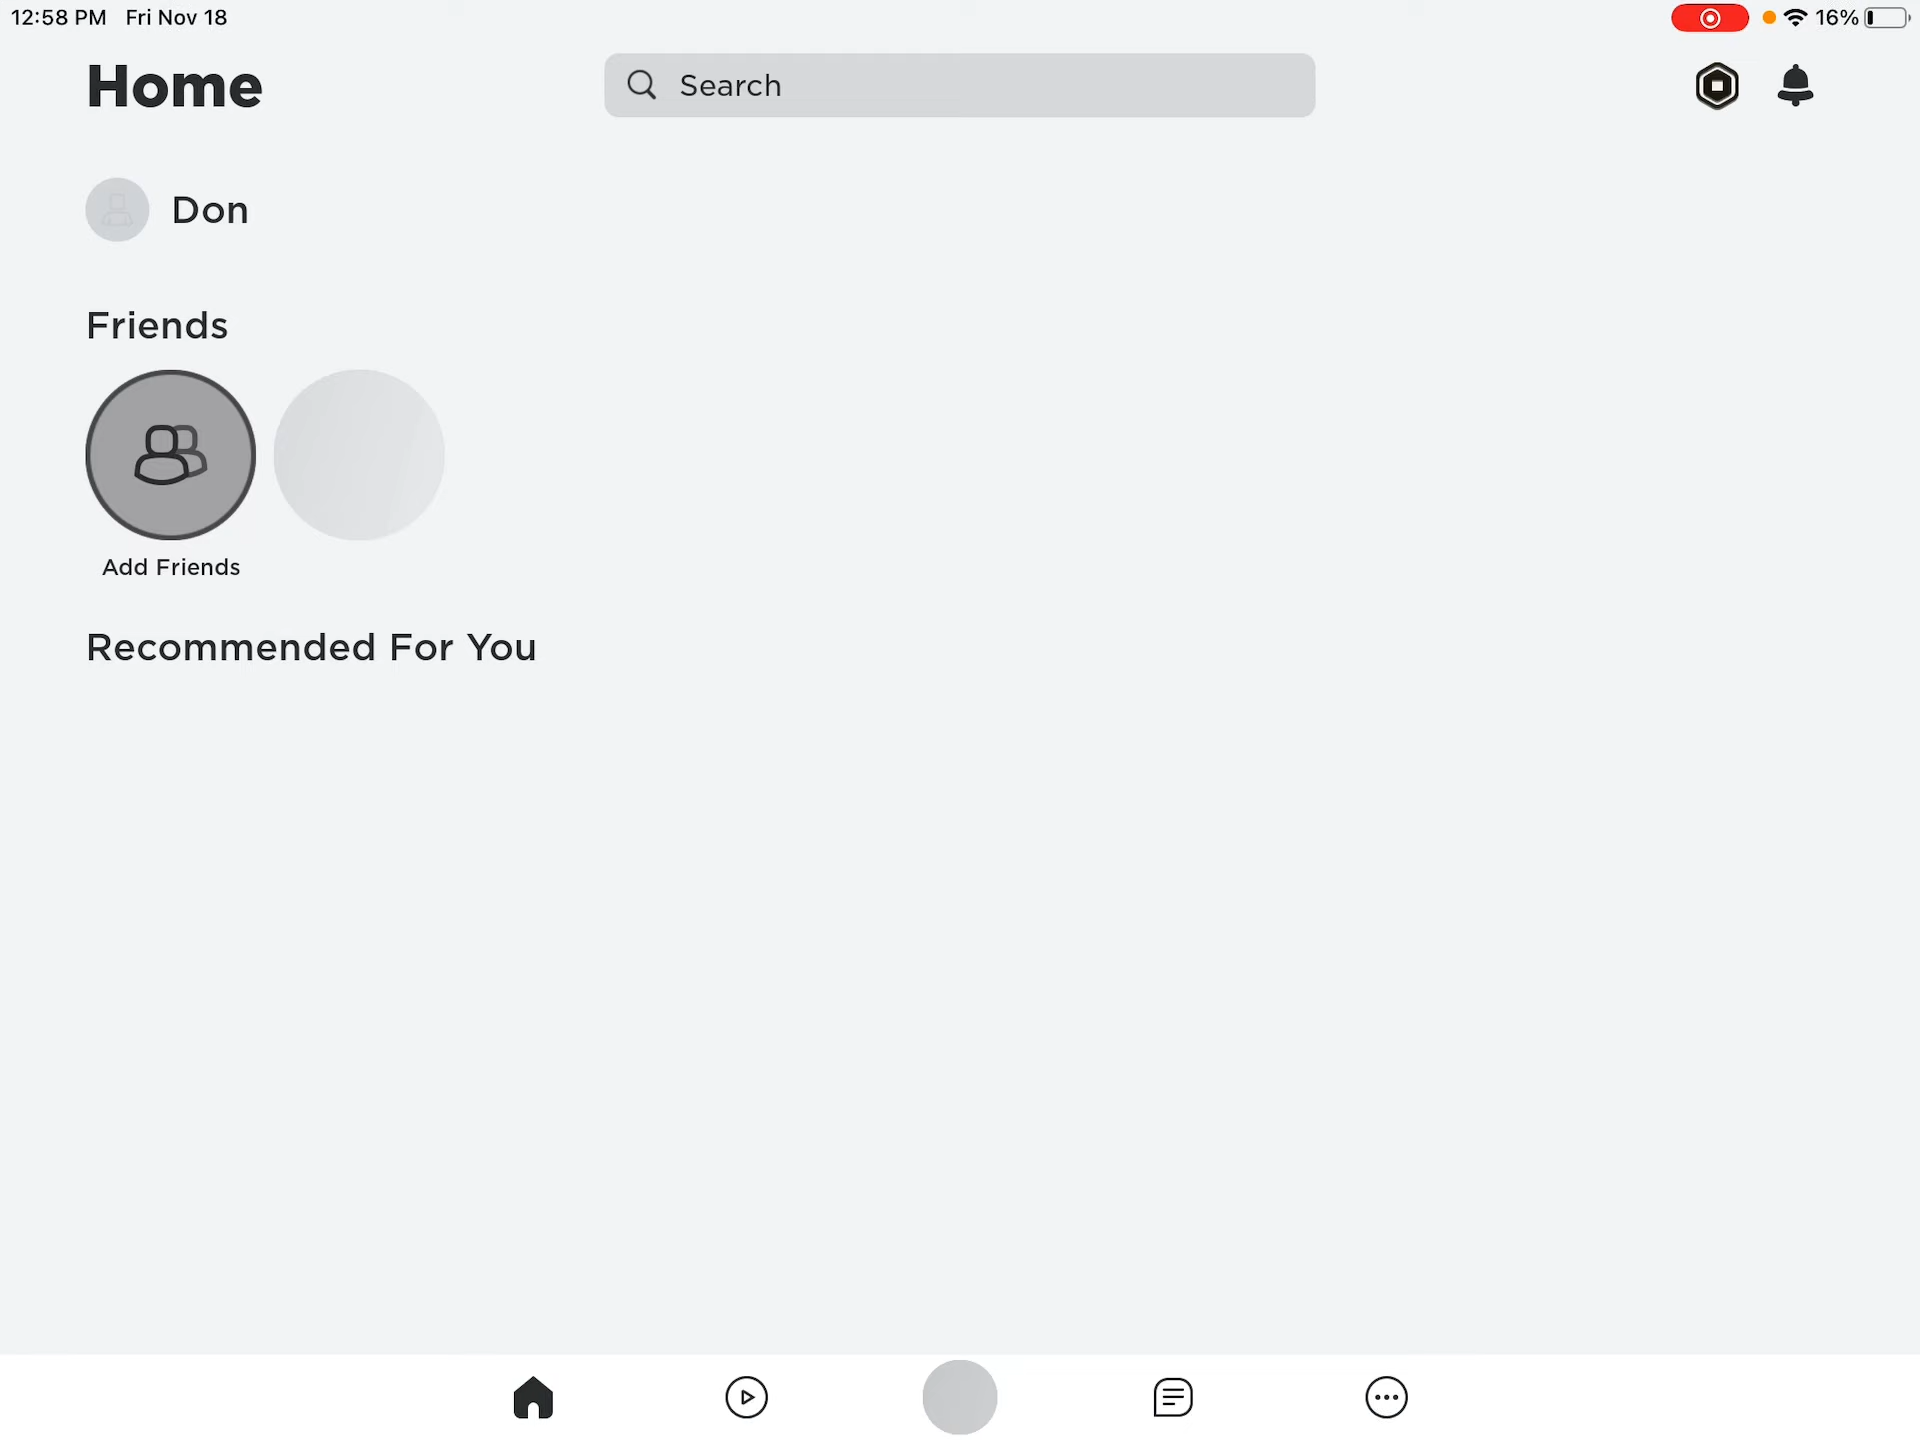 12:58 PM Fri Nov 18
16%
Home
Search
Don
Friends
Add Friends
Recommended For You